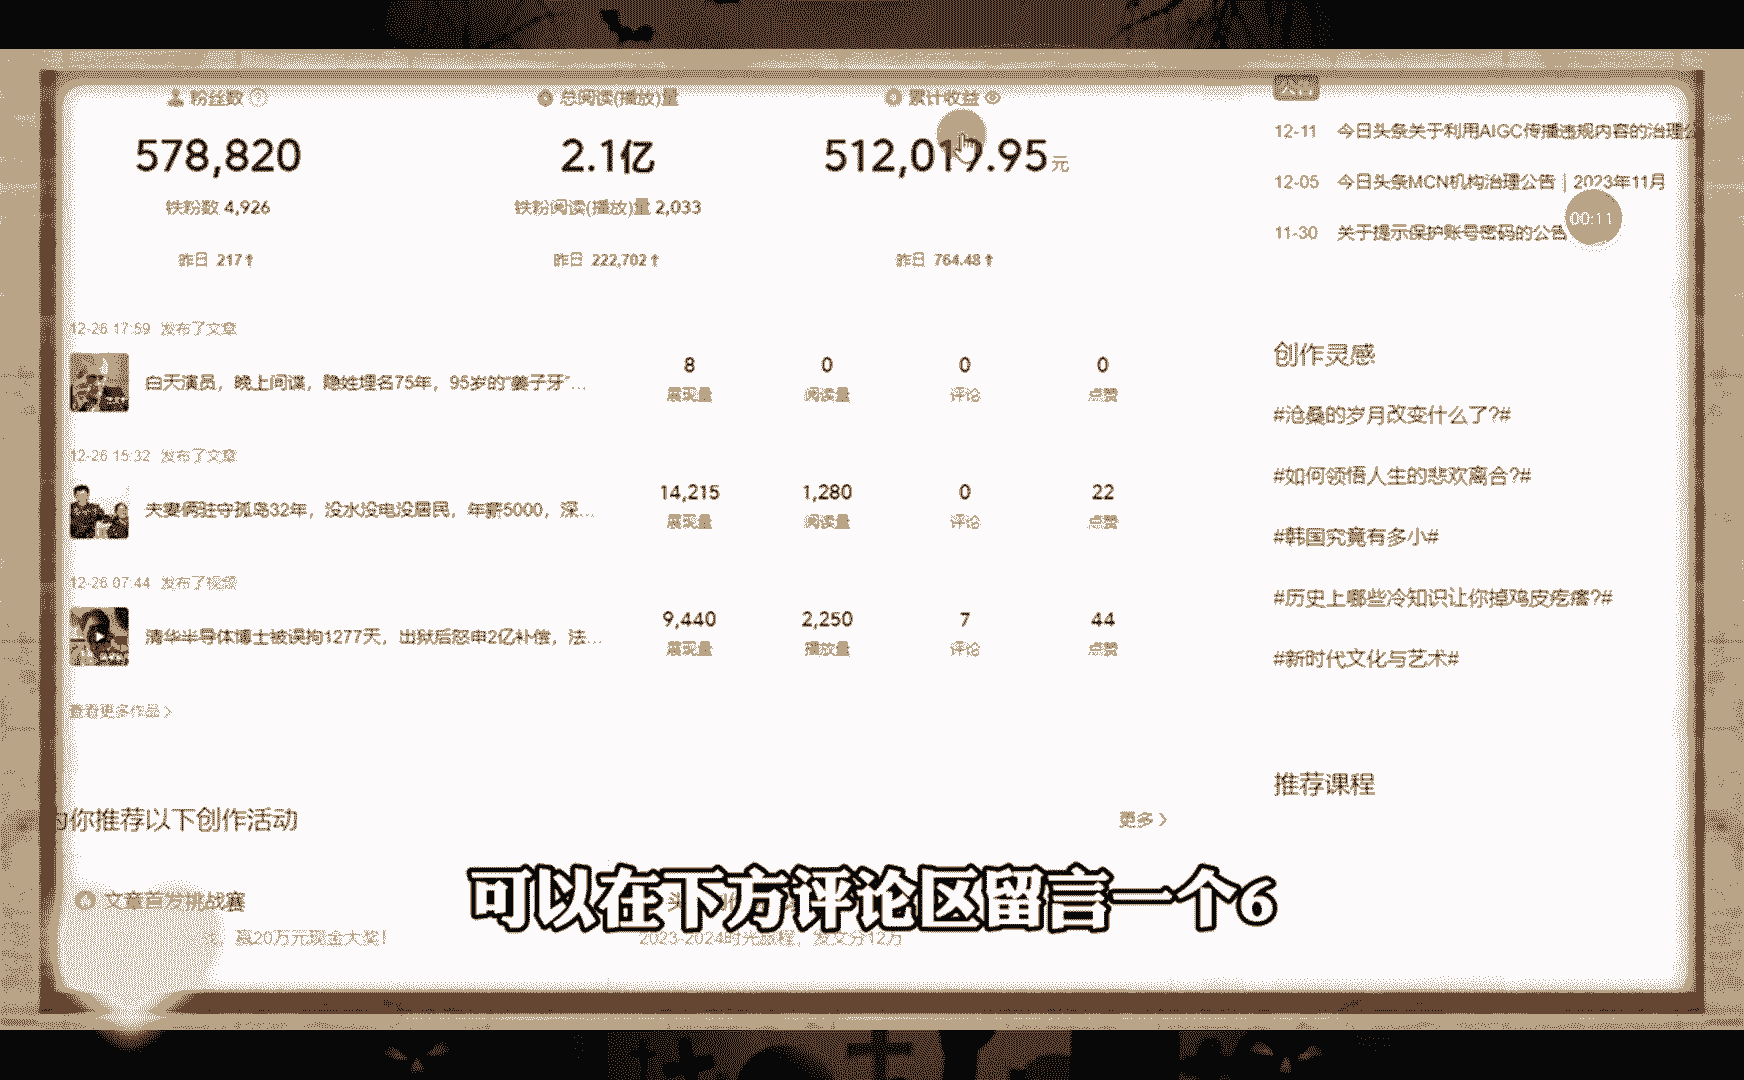 粉丝数
总阅读(播放)量
累计收益
578,820
2.1亿
512,019.95元
铁粉数 4,926
铁粉阅读(播放)量 2,033
昨日 217↑
昨日 222,702↑
昨日 764.48↑
公告
12-11 今日头条关于利用AIGC传播违规内容的治理公
12-05 今日头条MCN机构治理公告｜2023年11月
11-30 关于提示保护账号密码的公告
00:11
12-26 17:59 发布了文章
白天演员，晚上间谍，隐姓埋名75年，95岁的“姜子牙”...
8
0
0
0
展现量
阅读量
评论
点赞
12-26 15:32 发布了文章
夫妻俩驻守孤岛32年，没水没电没居民，年薪5000，深...
14,215
1,280
0
22
展现量
阅读量
评论
点赞
12-26 07:44 发布了视频
清华半导体博士被误拘1277天，出狱后怒申2亿补偿，法...
9,440
2,250
7
44
展现量
播放量
评论
点赞
查看更多作品 >
创作灵感
#沧桑的岁月改变什么了?#
#如何领悟人生的悲欢离合?#
#韩国究竟有多小#
#历史上哪些冷知识让你掉鸡皮疙瘩?#
#新时代文化与艺术#
推荐课程
你推荐以下创作活动
更多 >
文章首发挑战赛
赢20万元现金大奖!
2023-2024时光旅程，发文分12万
可以在下方评论区留言一个6